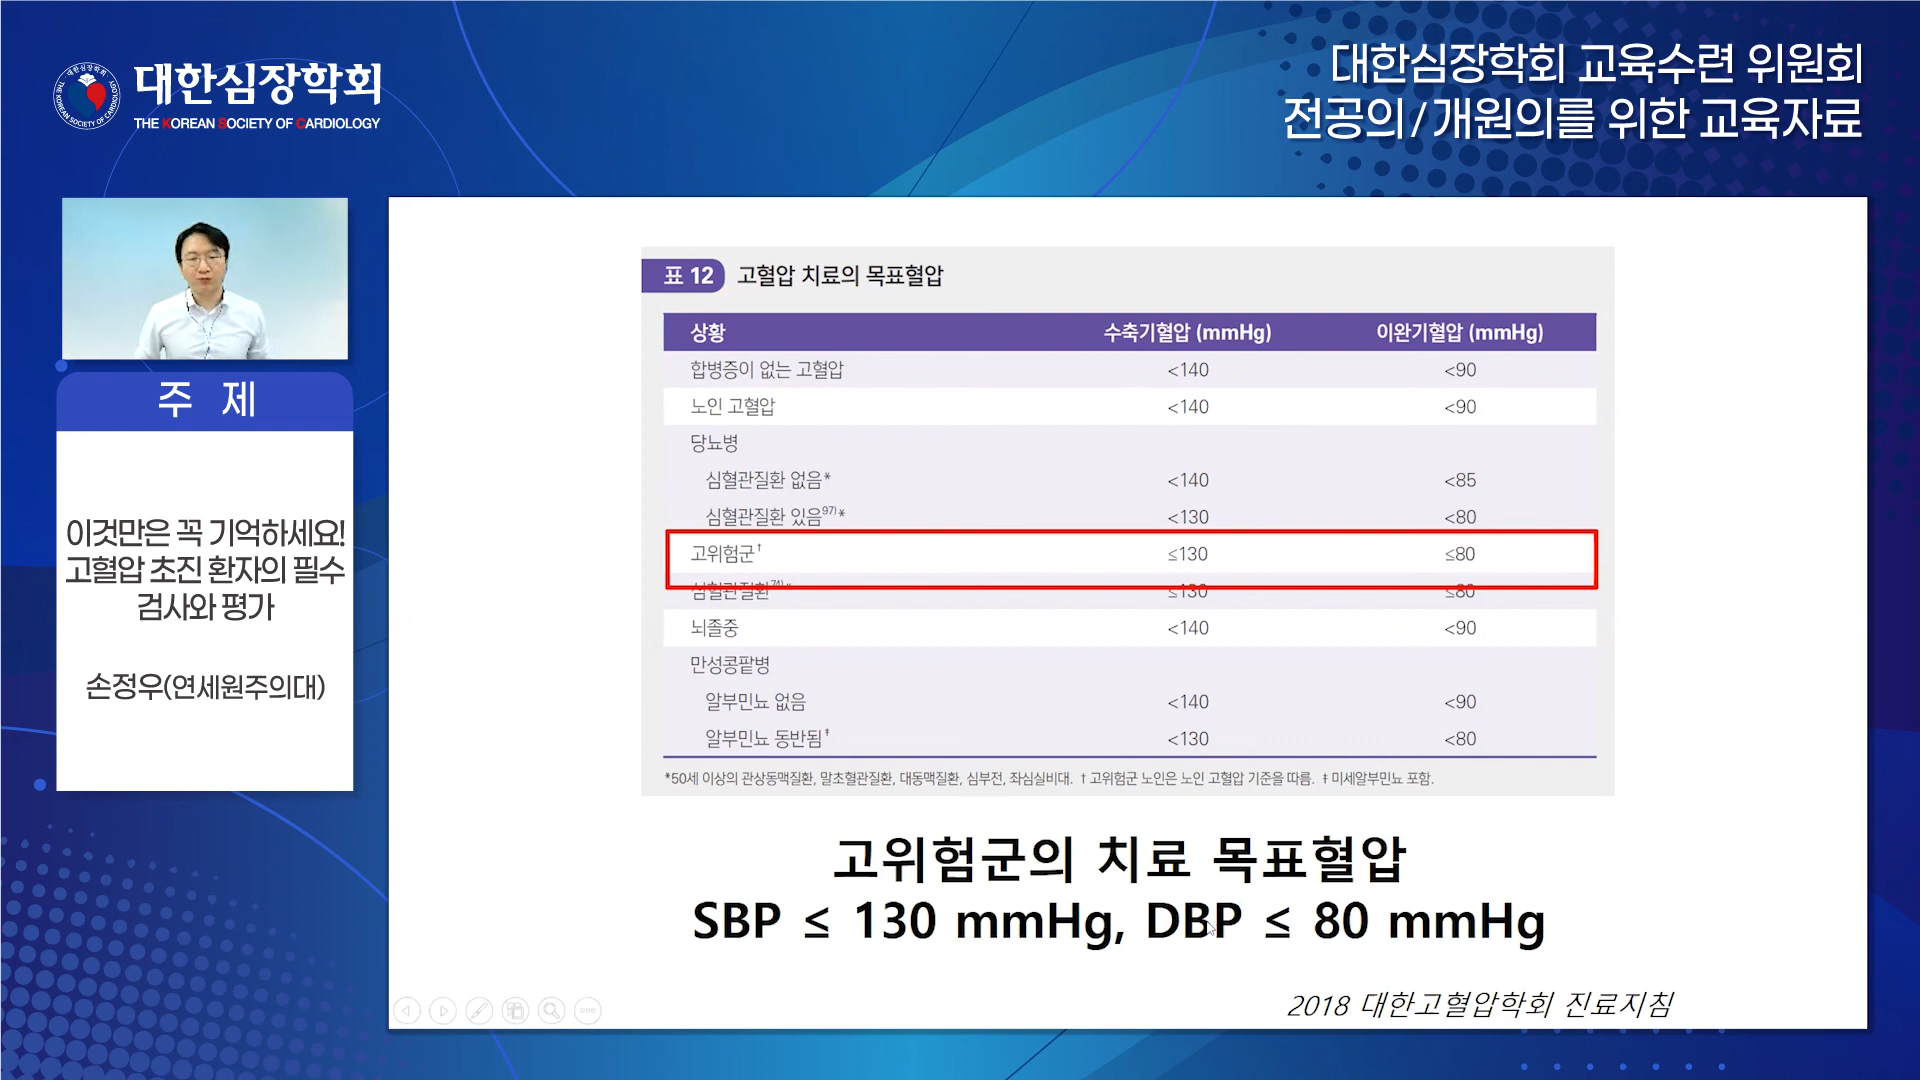 대한심장학회
THE KOREAN SOCIETY OF CARDIOLOGY
대한심장학회 교육수련 위원회
전공의/개원의를 위한 교육자료
주 제
이것만은 꼭 기억하세요!
고혈압 초진 환자의 필수
검사와 평가
손정우(연세원주의대)
표 12 고혈압 치료의 목표혈압
상황 수축기혈압 (mmHg) 이완기혈압 (mmHg)
합병증이 없는 고혈압 <140 <90
노인 고혈압 <140 <90
당뇨병
심혈관질환 없음* <140 <85
심혈관질환 있음97)* <130 <80
고위험군† ≤130 ≤80
심혈관질환74)* ≤130 ≤80
뇌졸중 <140 <90
만성콩팥병
알부민뇨 없음 <140 <90
알부민뇨 동반됨‡ <130 <80
*50세 이상의 관상동맥질환, 말초혈관질환, 대동맥질환, 심부전, 좌심실비대. † 고위험군 노인은 노인 고혈압 기준을 따름. ‡ 미세알부민뇨 포함.
고위험군의 치료 목표혈압
SBP ≤ 130 mmHg, DBP ≤ 80 mmHg
2018 대한고혈압학회 진료지침